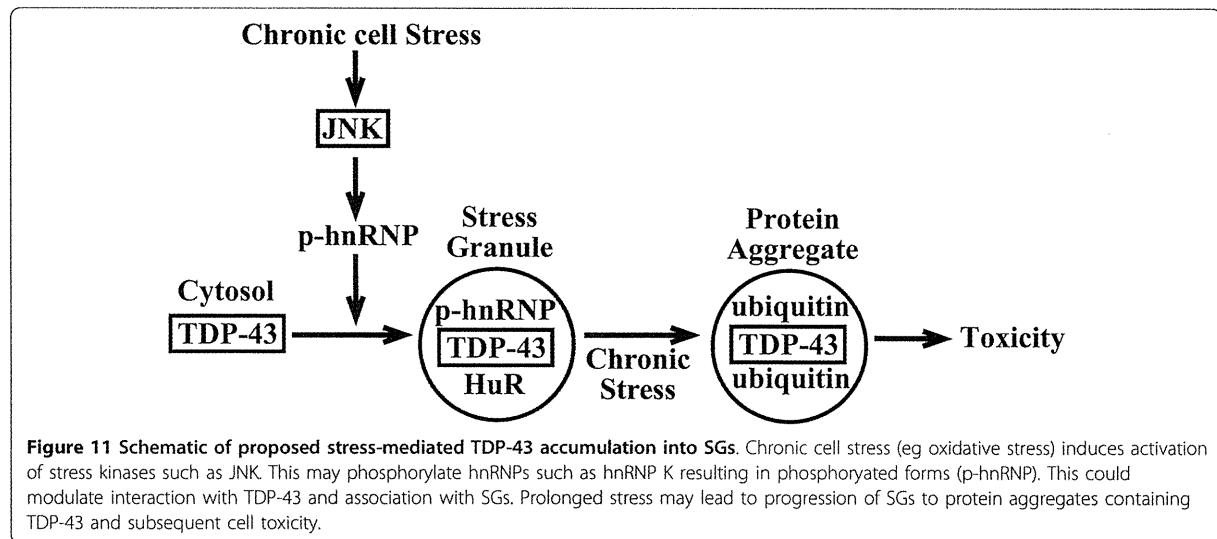 Chronic cell Stress
JNK
p-hnRNP
Stress
Granule
Protein
Aggregate
Cytosol
TDP-43
p-hnRNP
TDP-43
HuR
Chronic
Stress
ubiquitin
TDP-43
ubiquitin
Toxicity
Figure 11 Schematic of proposed stress-mediated TDP-43 accumulation into SGs. Chronic cell stress (eg oxidative stress) induces activation
of stress kinases such as JNK. This may phosphorylate hnRNPs such as hnRNP K resulting in phosphoryated forms (p-hnRNP). This could
modulate interaction with TDP-43 and association with SGs. Prolonged stress may lead to progression of SGs to protein aggregates containing
TDP-43 and subsequent cell toxicity.